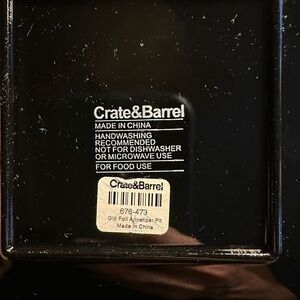 Crate&Barrel
MADE IN CHINA
HANDWASHING
RECOMMENDED
NOT FOR DISHWASHER
OR MICROWAVE USE
FOR FOOD USE
Crate&Barrel
676-473
Gld Foil Appetizer Plt
Made In China